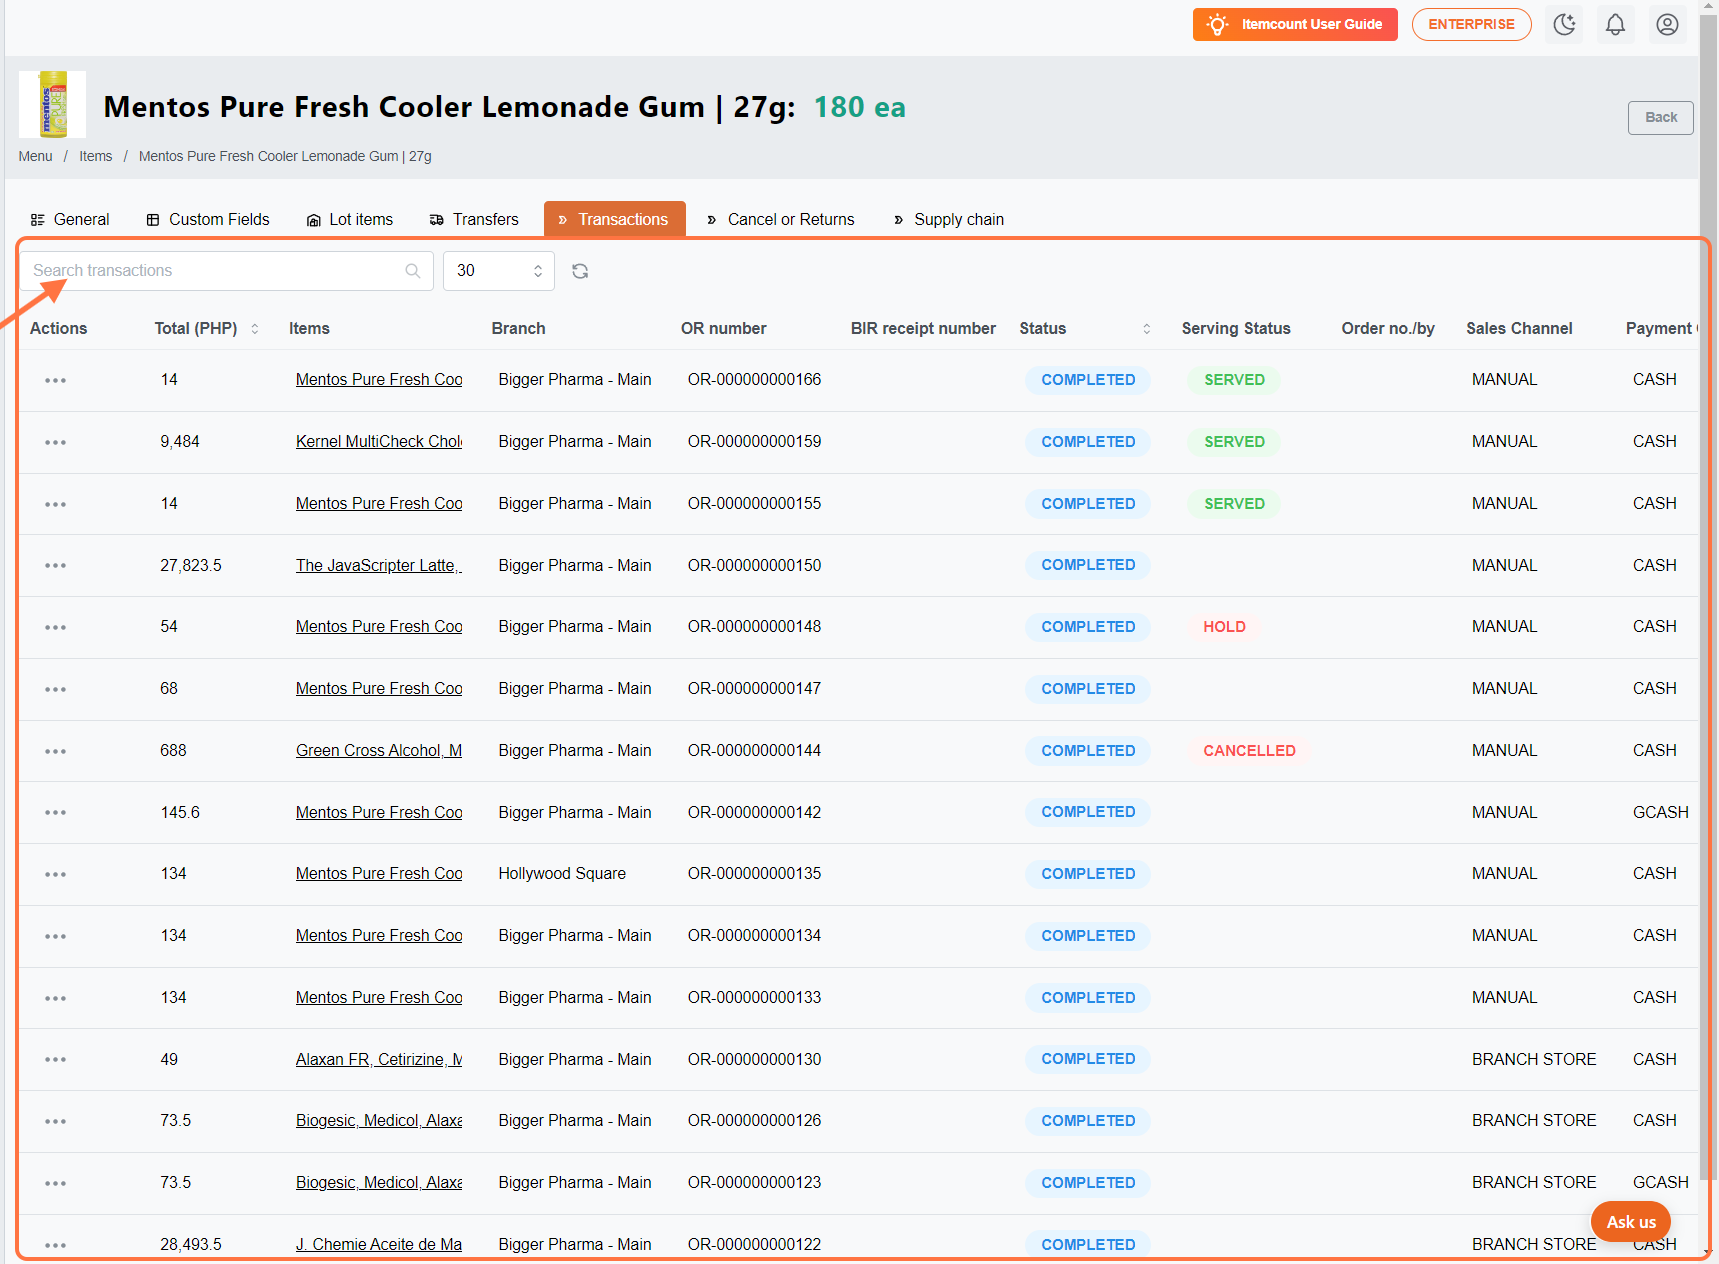 Itemcount User Guide
ENTERPRISE
mentos
PURE
Mentos Pure Fresh Cooler Lemonade Gum | 27g: 180 ea
Back
Menu / Items / Mentos Pure Fresh Cooler Lemonade Gum | 27g
General Custom Fields Lot items Transfers Transactions Cancel or Returns Supply chain
Search transactions 30
Actions Total (PHP) Items Branch OR number BIR receipt number Status Serving Status Order no./by Sales Channel Payment
14 Mentos Pure Fresh Coo Bigger Pharma - Main OR-000000000166 COMPLETED SERVED MANUAL CASH
9,484 Kernel MultiCheck Chol Bigger Pharma - Main OR-000000000159 COMPLETED SERVED MANUAL CASH
14 Mentos Pure Fresh Coo Bigger Pharma - Main OR-000000000155 COMPLETED SERVED MANUAL CASH
27,823.5 The JavaScripter Latte, Bigger Pharma - Main OR-000000000150 COMPLETED MANUAL CASH
54 Mentos Pure Fresh Coo Bigger Pharma - Main OR-000000000148 COMPLETED HOLD MANUAL CASH
68 Mentos Pure Fresh Coo Bigger Pharma - Main OR-000000000147 COMPLETED MANUAL CASH
688 Green Cross Alcohol, M Bigger Pharma - Main OR-000000000144 COMPLETED CANCELLED MANUAL CASH
145.6 Mentos Pure Fresh Coo Bigger Pharma - Main OR-000000000142 COMPLETED MANUAL GCASH
134 Mentos Pure Fresh Coo Hollywood Square OR-000000000135 COMPLETED MANUAL CASH
134 Mentos Pure Fresh Coo Bigger Pharma - Main OR-000000000134 COMPLETED MANUAL CASH
134 Mentos Pure Fresh Coo Bigger Pharma - Main OR-000000000133 COMPLETED MANUAL CASH
49 Alaxan FR, Cetirizine, M Bigger Pharma - Main OR-000000000130 COMPLETED BRANCH STORE CASH
73.5 Biogesic, Medicol, Alaxa Bigger Pharma - Main OR-000000000126 COMPLETED BRANCH STORE CASH
73.5 Biogesic, Medicol, Alaxa Bigger Pharma - Main OR-000000000123 COMPLETED BRANCH STORE GCASH
Ask us
28,493.5 J. Chemie Aceite de Ma Bigger Pharma - Main OR-000000000122 COMPLETED BRANCH STORE CASH